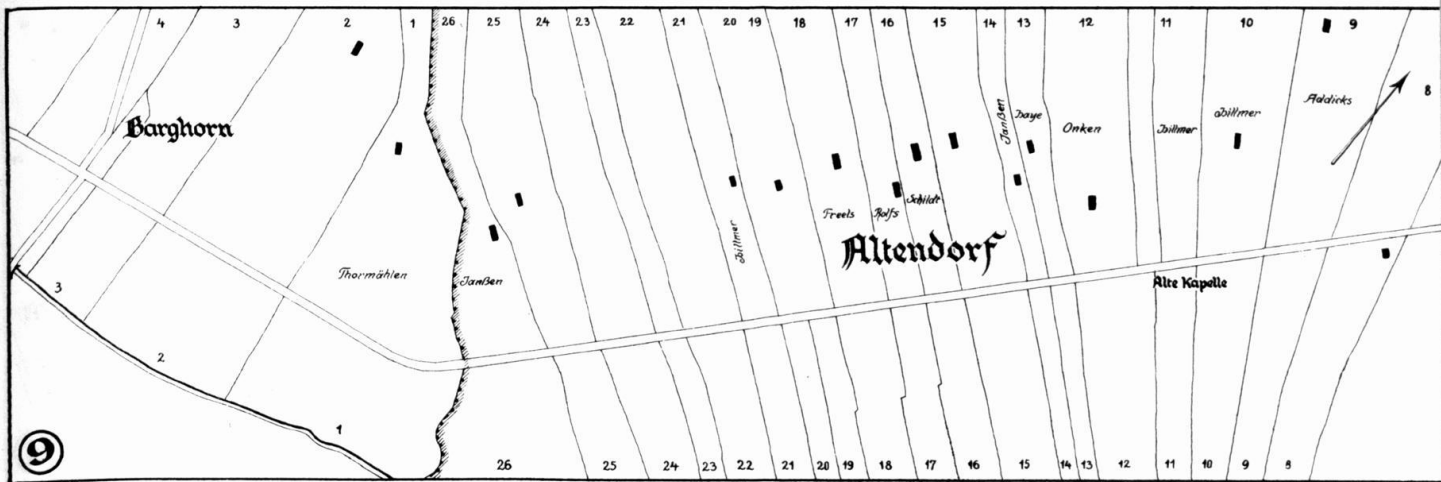 4 3 2 1 26 25 24 23 22 21 20 19 18 17 16 15 14 13 12 11 10 9
8
Barghorn
Janßen
Daye
Onken
Dittmer
Dittmer
Addicks
Thormählen
Janßen
Dittmer
Freels
Rolfs
Schildt
Altendorf
Alte Kapelle
3
2
1
9
26 25 24 23 22 21 20 19 18 17 16 15 14 13 12 11 10 9 8